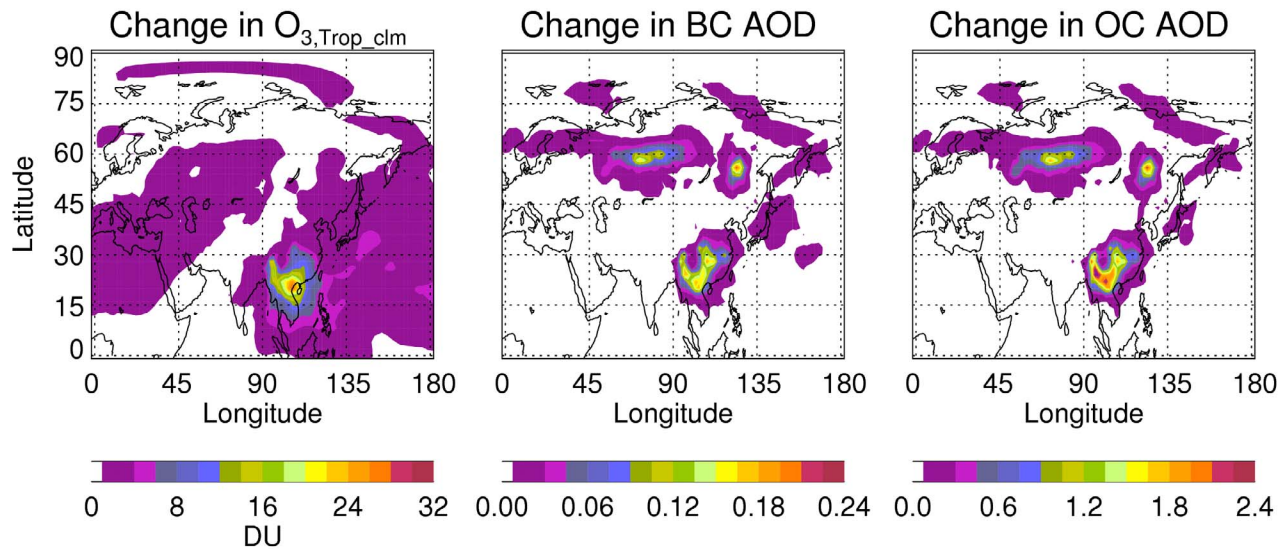 Change in O3,Trop_clm
Change in BC AOD
Change in OC AOD
Latitude
90
75
60
45
30
15
0
0 45 90 135 180
0 45 90 135 180
0 45 90 135 180
Longitude
Longitude
Longitude
0 8 16 24 32
0.00 0.06 0.12 0.18 0.24
0.0 0.6 1.2 1.8 2.4
DU